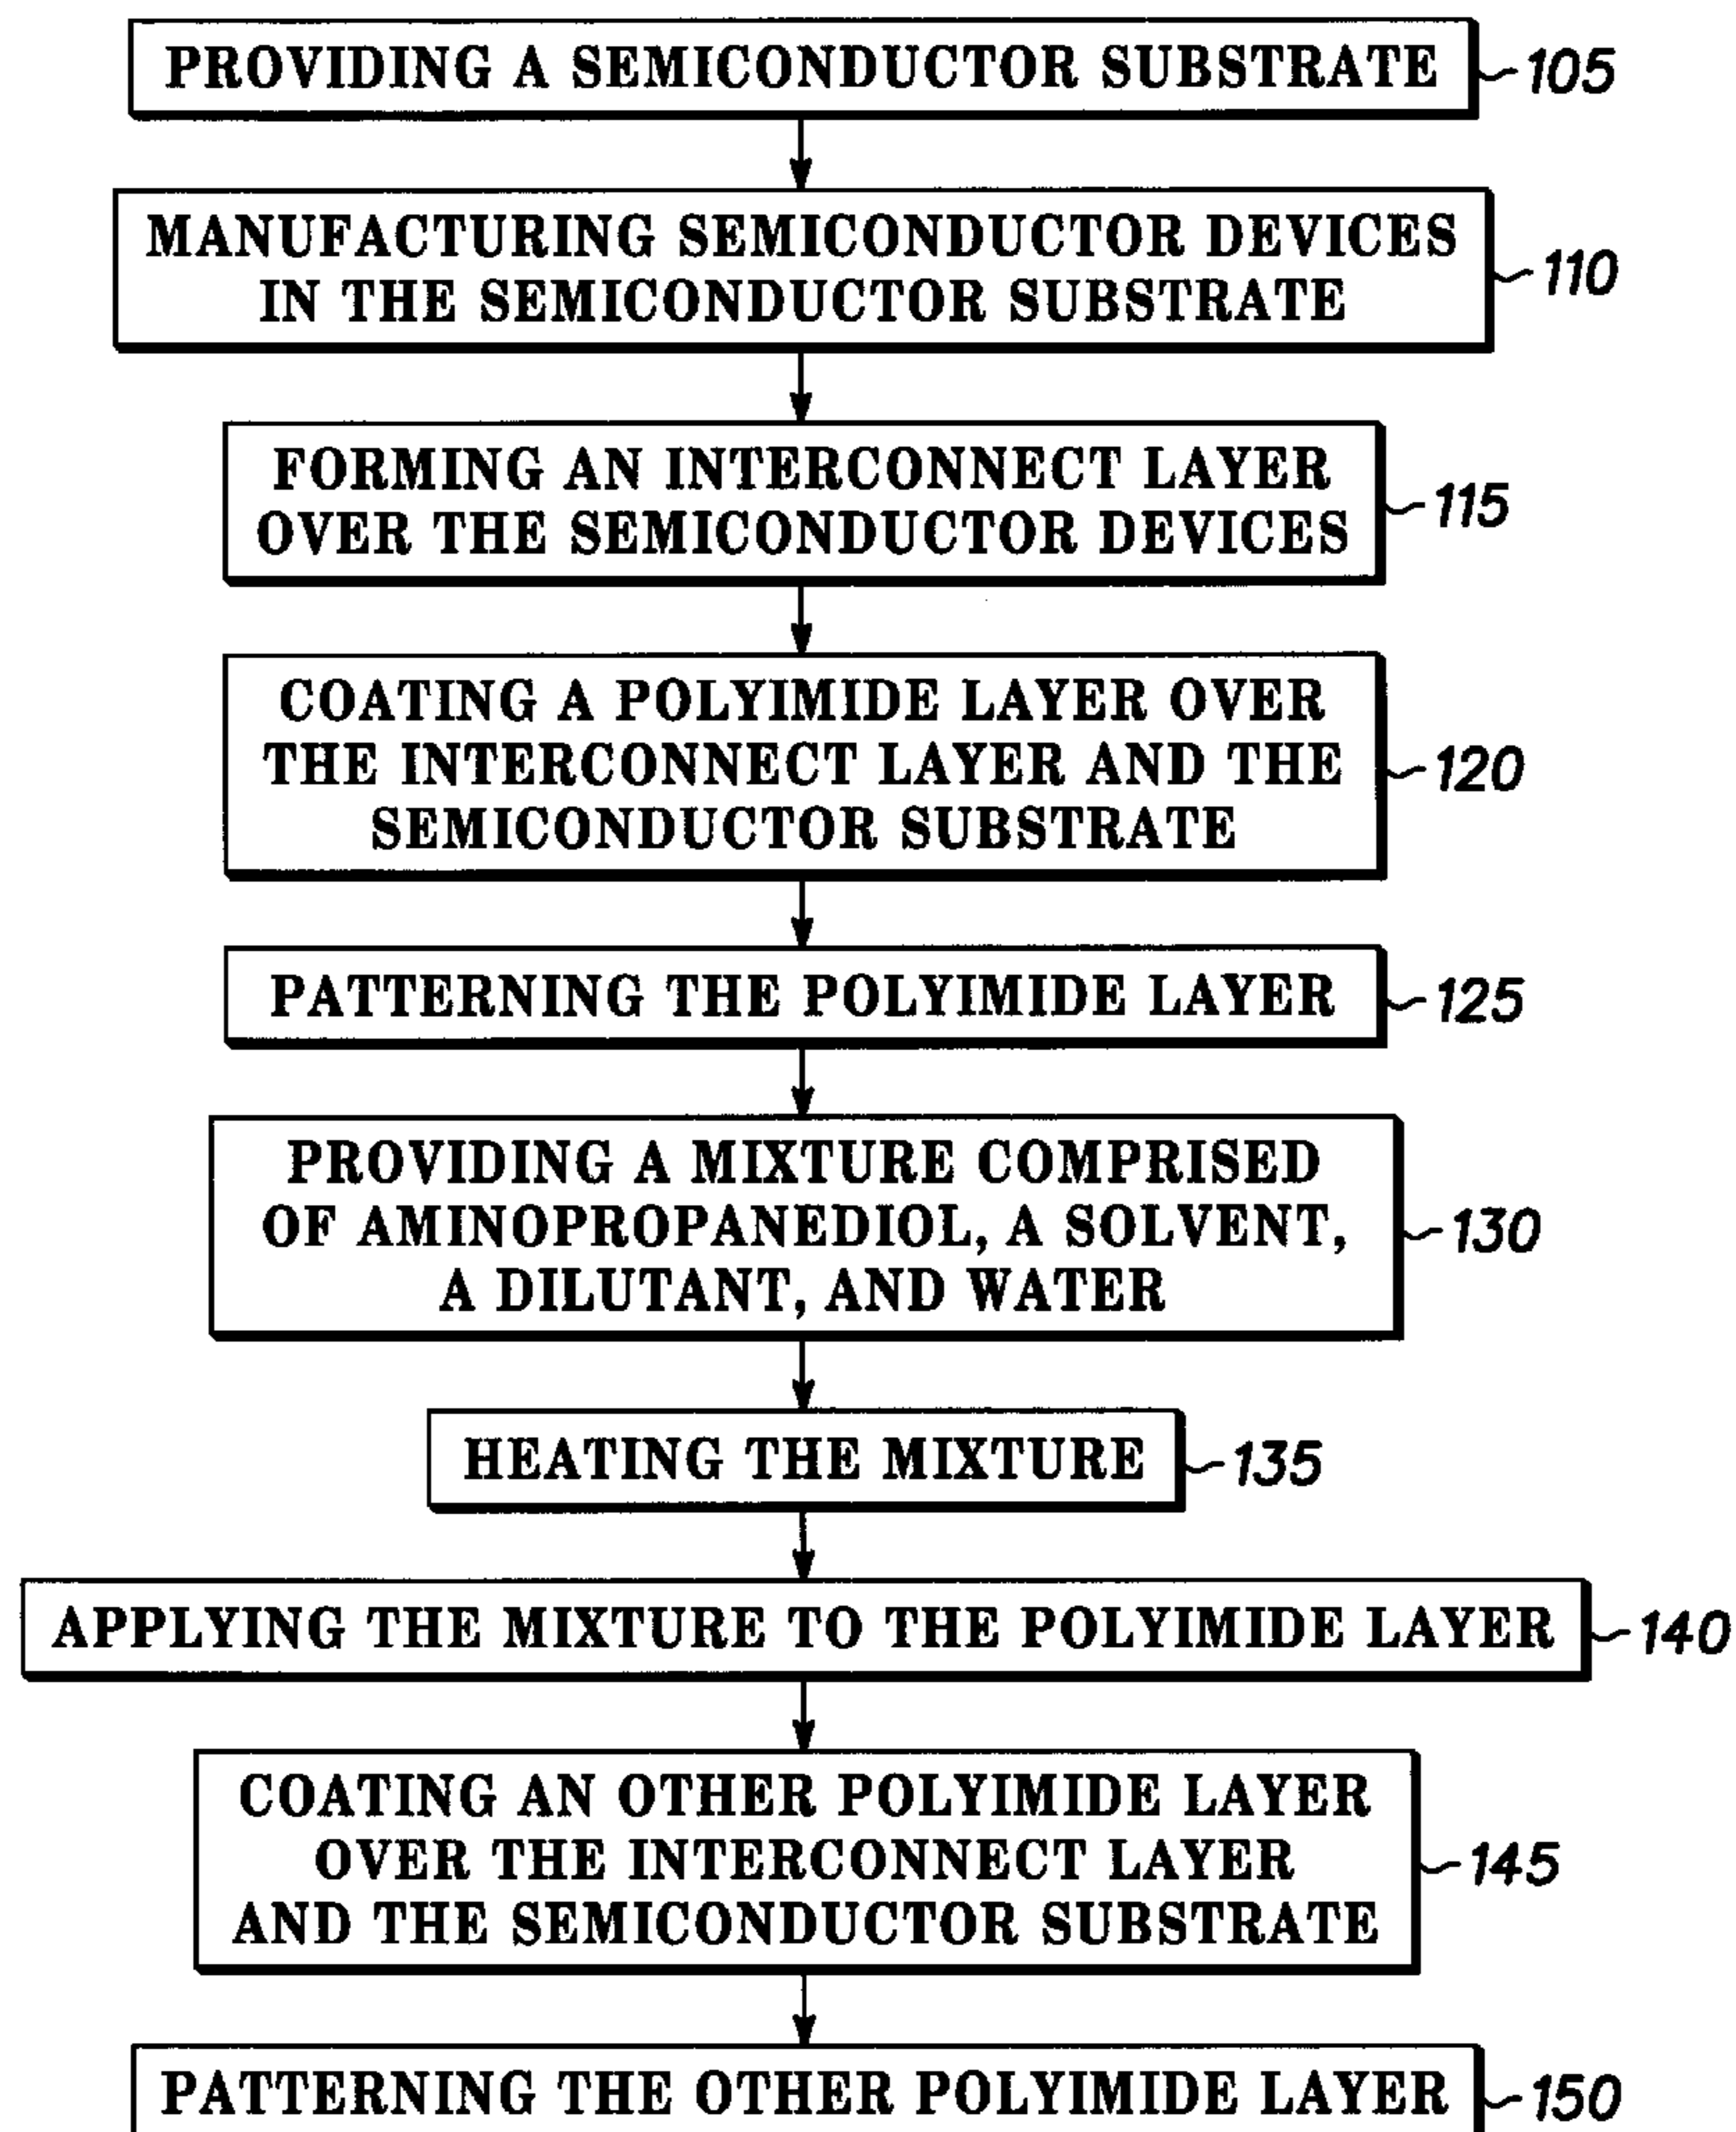 PROVIDING A SEMICONDUCTOR SUBSTRATE
105
MANUFACTURING SEMICONDUCTOR DEVICES
IN THE SEMICONDUCTOR SUBSTRATE
110
FORMING AN INTERCONNECT LAYER
OVER THE SEMICONDUCTOR DEVICES
115
COATING A POLYIMIDE LAYER OVER
THE INTERCONNECT LAYER AND THE
SEMICONDUCTOR SUBSTRATE
120
PATTERNING THE POLYIMIDE LAYER
125
PROVIDING A MIXTURE COMPRISED
OF AMINOPROPANEDIOL, A SOLVENT,
A DILUTANT, AND WATER
130
HEATING THE MIXTURE
135
APPLYING THE MIXTURE TO THE POLYIMIDE LAYER
140
COATING AN OTHER POLYIMIDE LAYER
OVER THE INTERCONNECT LAYER
AND THE SEMICONDUCTOR SUBSTRATE
145
PATTERNING THE OTHER POLYIMIDE LAYER
150